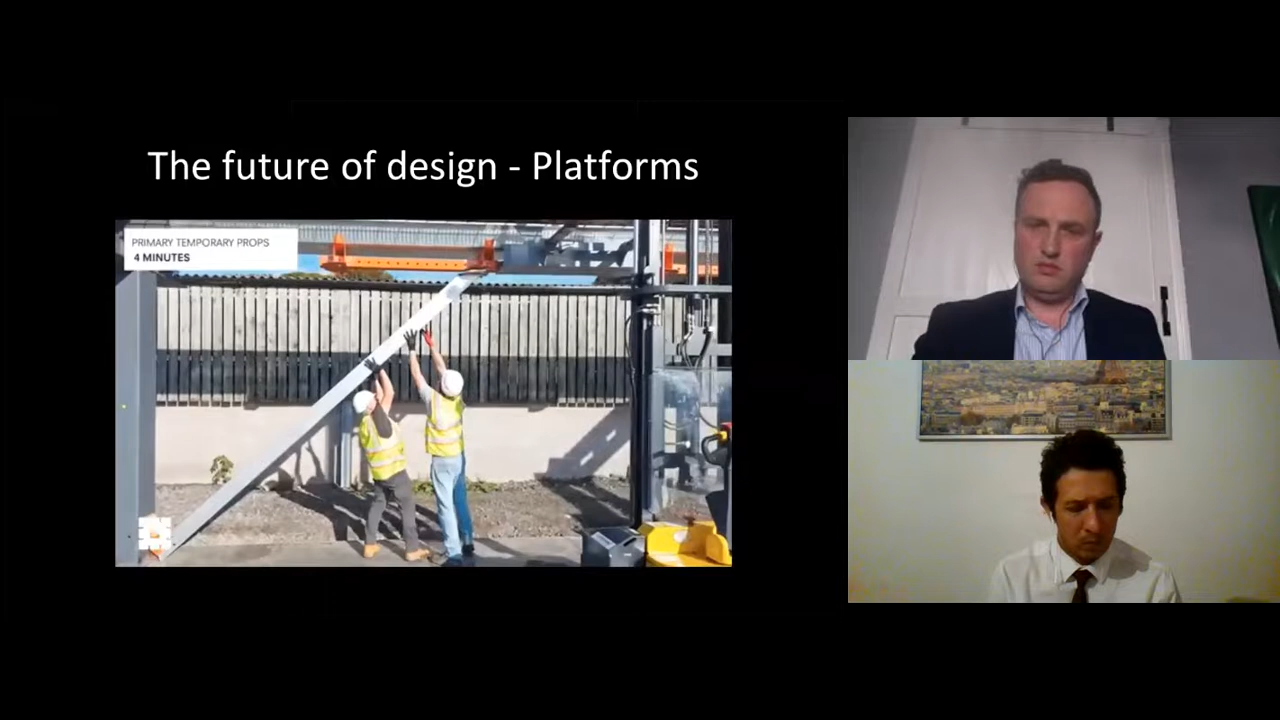 The future of design - Platforms
PRIMARY TEMPORARY PROPS
4 MINUTES